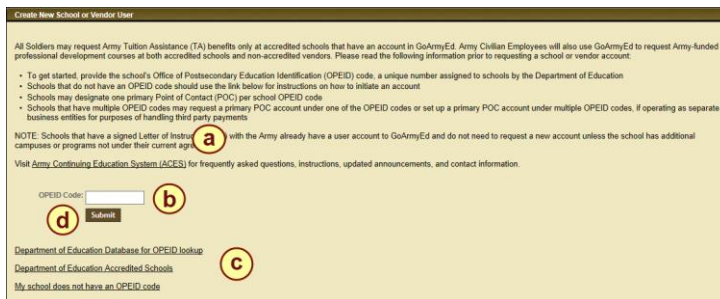 Create New School or Vendor User
All Soldiers may request Army Tuition Assistance (TA) benefits only at accredited schools that have an account in GoArmyEd. Army Civilian Employees will also use GoArmyEd to request Army-funded
professional development courses at both accredited schools and non-accredited vendors. Please read the following information prior to requesting a school or vendor account:
• To get started, provide the school's Office of Postsecondary Education Identification (OPEID) code, a unique number assigned to schools by the Department of Education
• Schools that do not have an OPEID code should use the link below for instructions on how to initiate an account
• Schools may designate one primary Point of Contact (POC) per school OPEID code
• Schools that have multiple OPEID codes may request a primary POC account under one of the OPEID codes or set up a primary POC account under multiple OPEID codes, if operating as separate
business entities for purposes of handling third party payments
NOTE: Schools that have a signed Letter of with the Army already have a user account to GoArmyEd and do not need to request a new account unless the school has additional
campuses or programs not under their current
a
Visit Army Continuing Education System (ACES) for frequently asked questions, instructions, updated announcements, and contact information.
OPEID Code: b
d Submit
Department of Education Database for OPEID lookup
c
Department of Education Accredited Schools
My school does not have an OPEID code